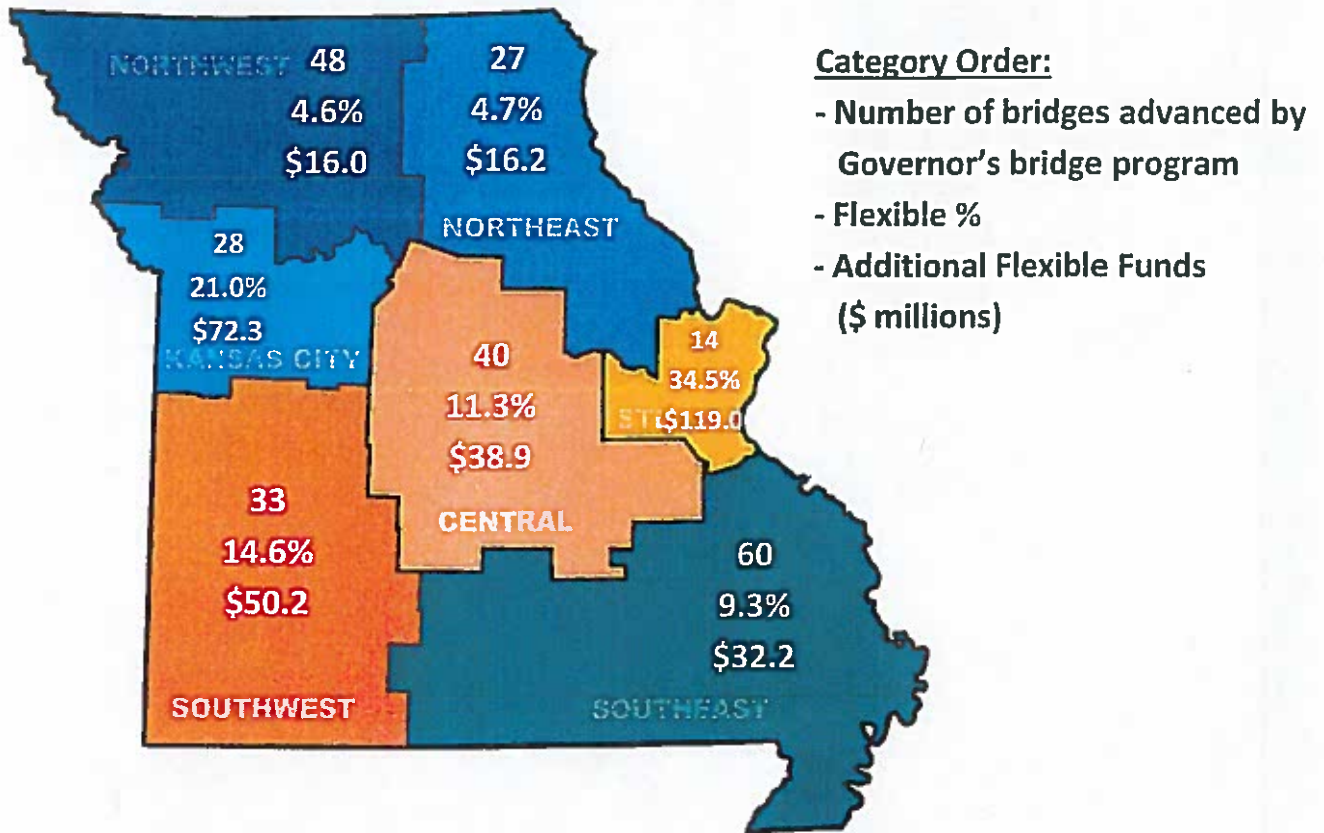 NORTHWEST 48
4.6%
$16.0
27
4.7%
$16.2
NORTHEAST
28
21.0%
$72.3
KANSAS CITY
40
11.3%
$38.9
CENTRAL
14
34.5%
$119.0
33
14.6%
$50.2
SOUTHWEST
60
9.3%
$32.2
SOUTHEAST
Category Order:
- Number of bridges advanced by
Governor's bridge program
- Flexible %
- Additional Flexible Funds
($ millions)